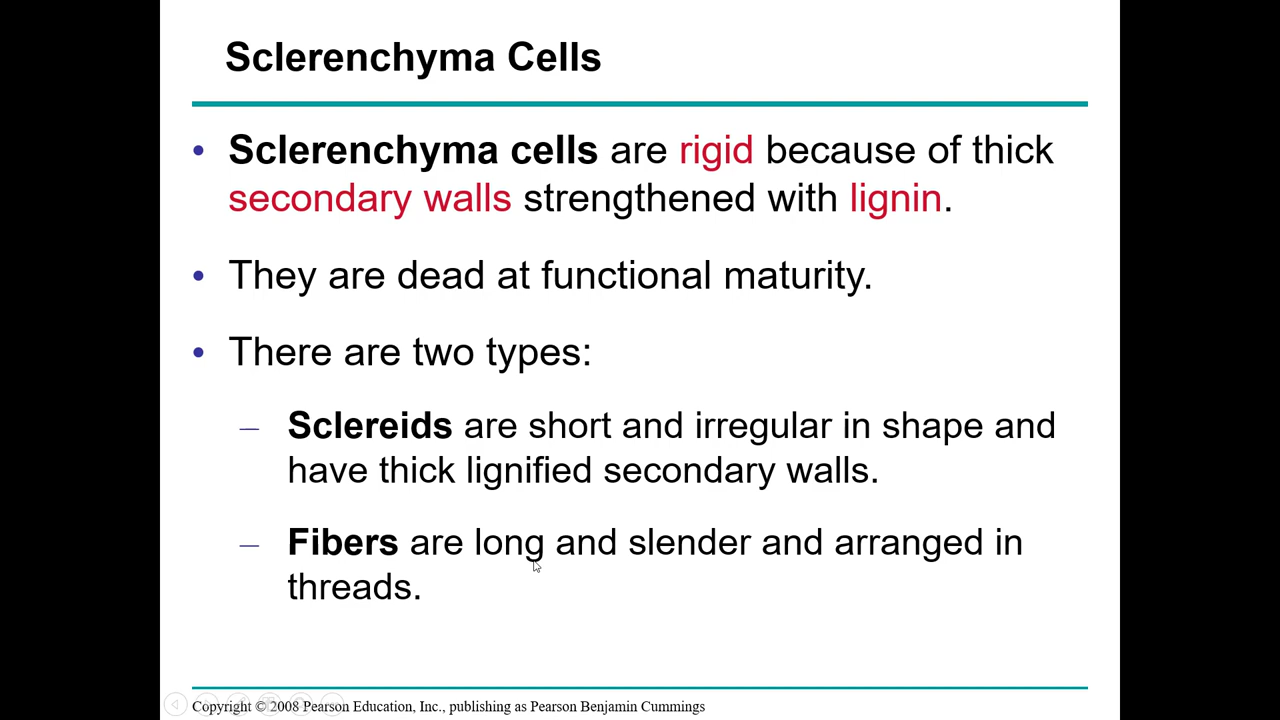 Sclerenchyma Cells
• Sclerenchyma cells are rigid because of thick
secondary walls strengthened with lignin.
• They are dead at functional maturity.
• There are two types:
– Sclereids are short and irregular in shape and
have thick lignified secondary walls.
– Fibers are long and slender and arranged in
threads.
Copyright © 2008 Pearson Education, Inc., publishing as Pearson Benjamin Cummings